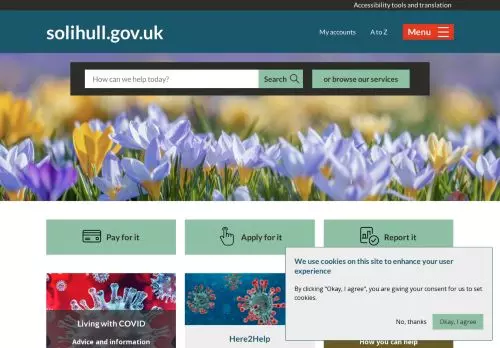 Accessibility tools and translation
solihull.gov.uk
My accounts
A to Z
Menu
How can we help today?
Search
or browse our services
Pay for it
Apply for it
Report it
We use cookies on this site to enhance your user
experience
By clicking "Okay, I agree", you are giving your consent for us to set
cookies.
No, thanks
Okay, I agree
Living with COVID
Advice and information
Here2Help
How you can help